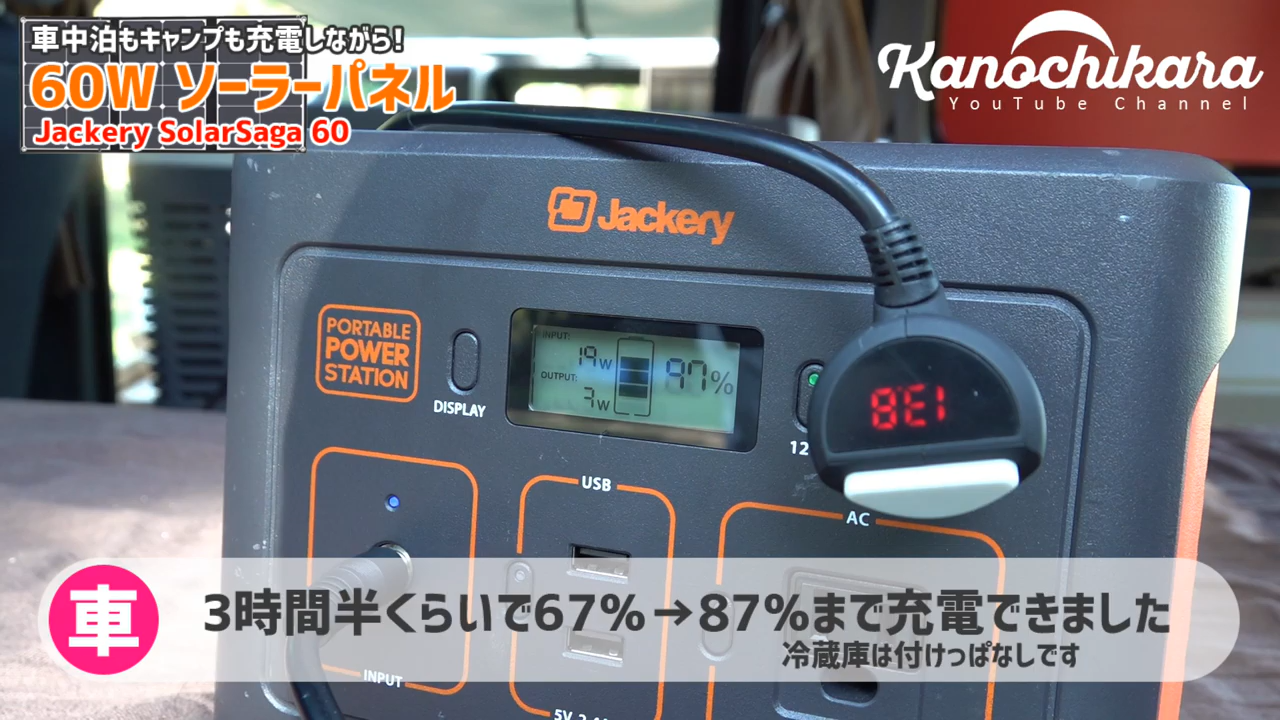 車中泊もキャンプも充電しながら!
60W ソーラーパネル
Jackery SolarSaga 60
Kanochikara
YouTube Channel
Jackery
PORTABLE
POWER
STATION
DISPLAY
INPUT:
19W
97%
OUTPUT:
USB
AC
3時間半くらいで67%→87%まで充電できました
冷蔵庫は付けっぱなしです
車
INPUT